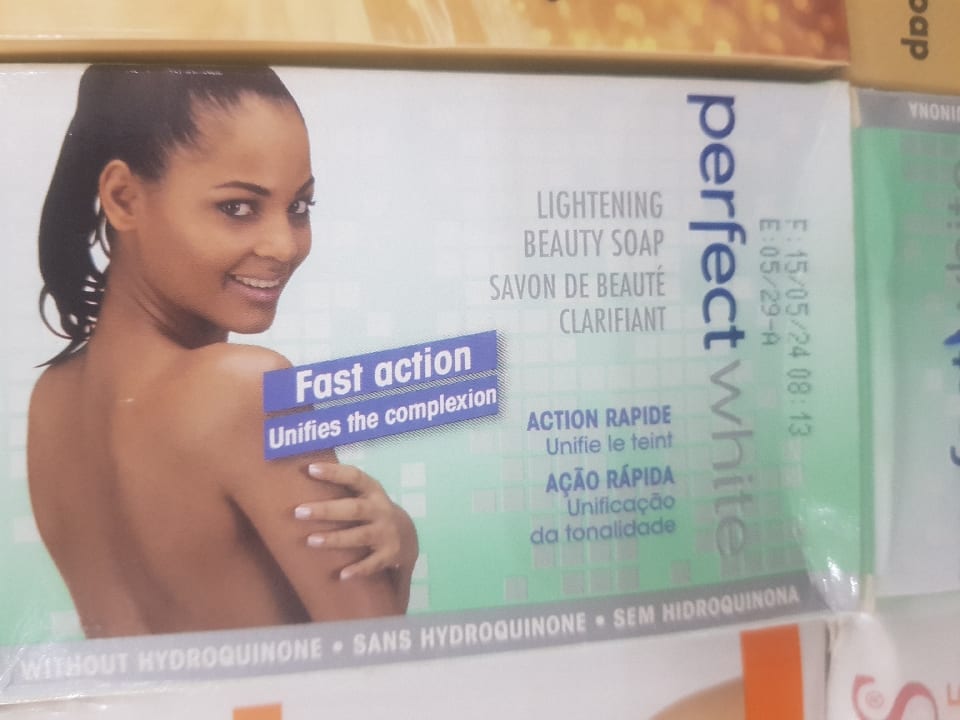 oap
perfect white
LIGHTENING
BEAUTY SOAP
SAVON DE BEAUTÉ
CLARIFIANT
F:15/05/24 08:13
E:05/29-A
Fast action
Unifies the complexion
ACTION RAPIDE
Unifie le teint
AÇÃO RÁPIDA
Unificação
da tonalidade
WITHOUT HYDROQUINONE • SANS HYDROQUINONE • SEM HIDROQUINONA